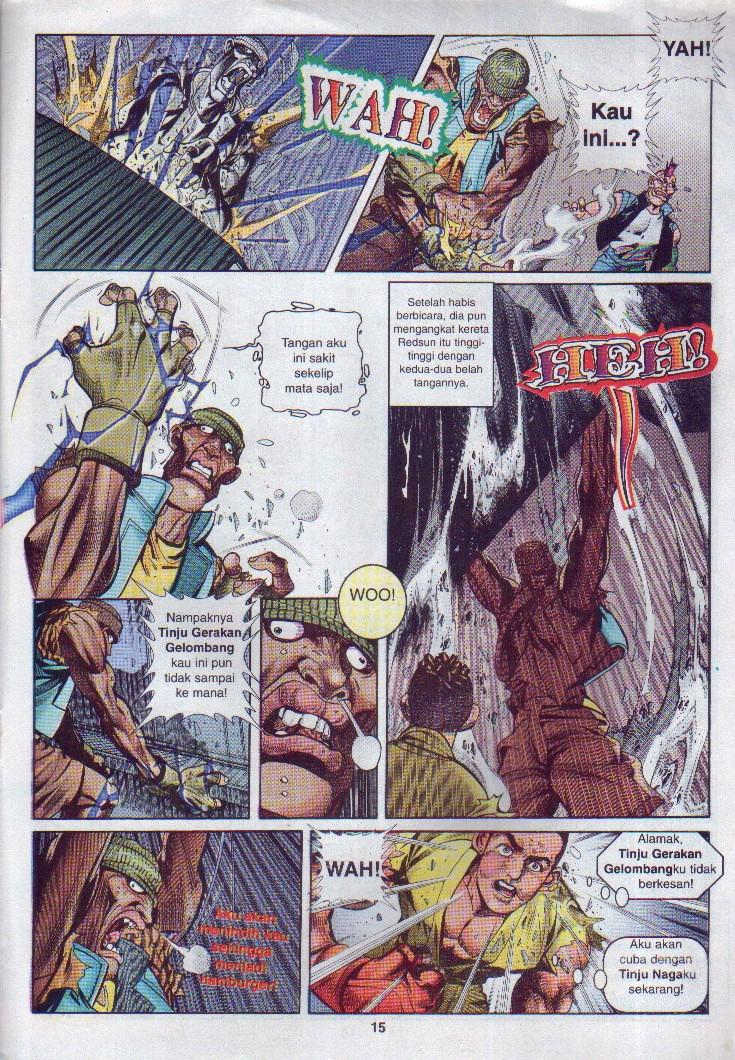 YAH!
WAH!
Kau
ini...?
Tangan aku
ini sakit
sekelip
mata saja!
Setelah habis
berbicara, dia pun
mengangkat kereta
Redsun itu tinggi-
tinggi dengan
kedua-dua belah
tangannya.
HEH!
Nampaknya
Tinju Gerakan
Gelombang
kau ini pun
tidak sampai
ke mana!
WOO!
Aku akan
menindih kau
sehingga
menjadi
hamburger!
WAH!
Alamak,
Tinju Gerakan
Gelombangku tidak
berkesan!
Aku akan
cuba dengan
Tinju Nagaku
sekarang!
15